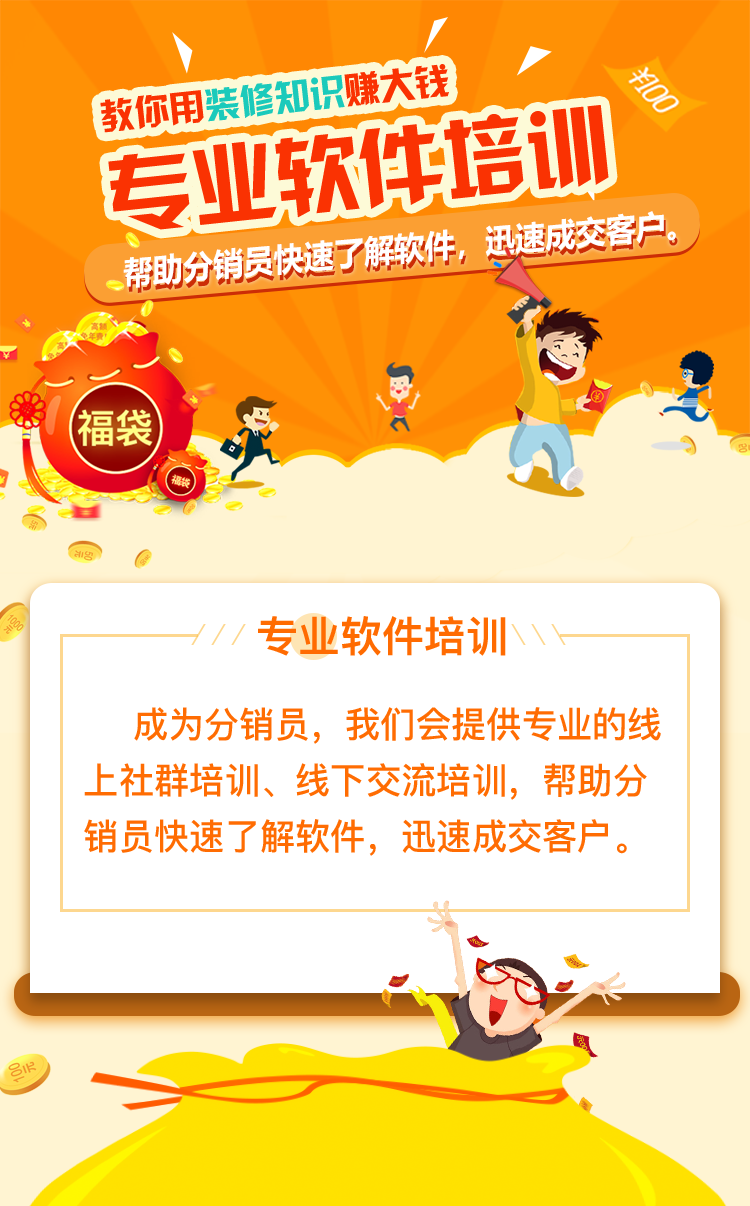 教你用装修知识赚大钱
专业软件培训
帮助分销员快速了解软件，迅速成交客户。
¥100
福袋
福袋
专业软件培训
成为分销员，我们会提供专业的线
上社群培训、线下交流培训，帮助分
销员快速了解软件，迅速成交客户。